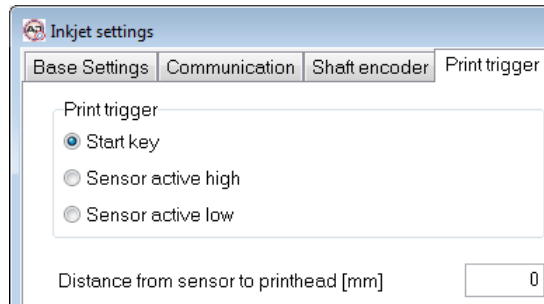 Inkjet settings
Base Settings Communication Shaft encoder Print trigger
Print trigger
Start key
Sensor active high
Sensor active low
Distance from sensor to printhead [mm] 0